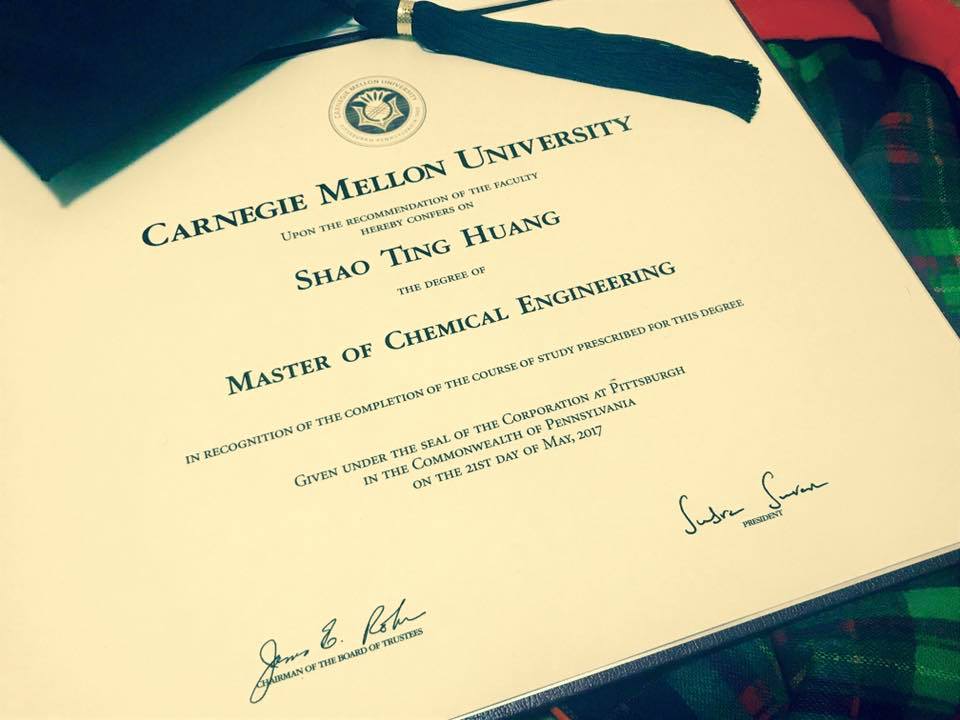 CARNEGIE MELLON UNIVERSITY
CARNEGIE MELLON UNIVERSITY
UPON THE RECOMMENDATION OF THE FACULTY
HEREBY CONFERS ON
SHAO TING HUANG
THE DEGREE OF
MASTER OF CHEMICAL ENGINEERING
IN RECOGNITION OF THE COMPLETION OF THE COURSE OF STUDY PRESCRIBED FOR THIS DEGREE
GIVEN UNDER THE SEAL OF THE CORPORATION AT PITTSBURGH
IN THE COMMONWEALTH OF PENNSYLVANIA
ON THE 21ST DAY OF MAY, 2017
PRESIDENT
James E. Rohr
CHAIRMAN OF THE BOARD OF TRUSTEES